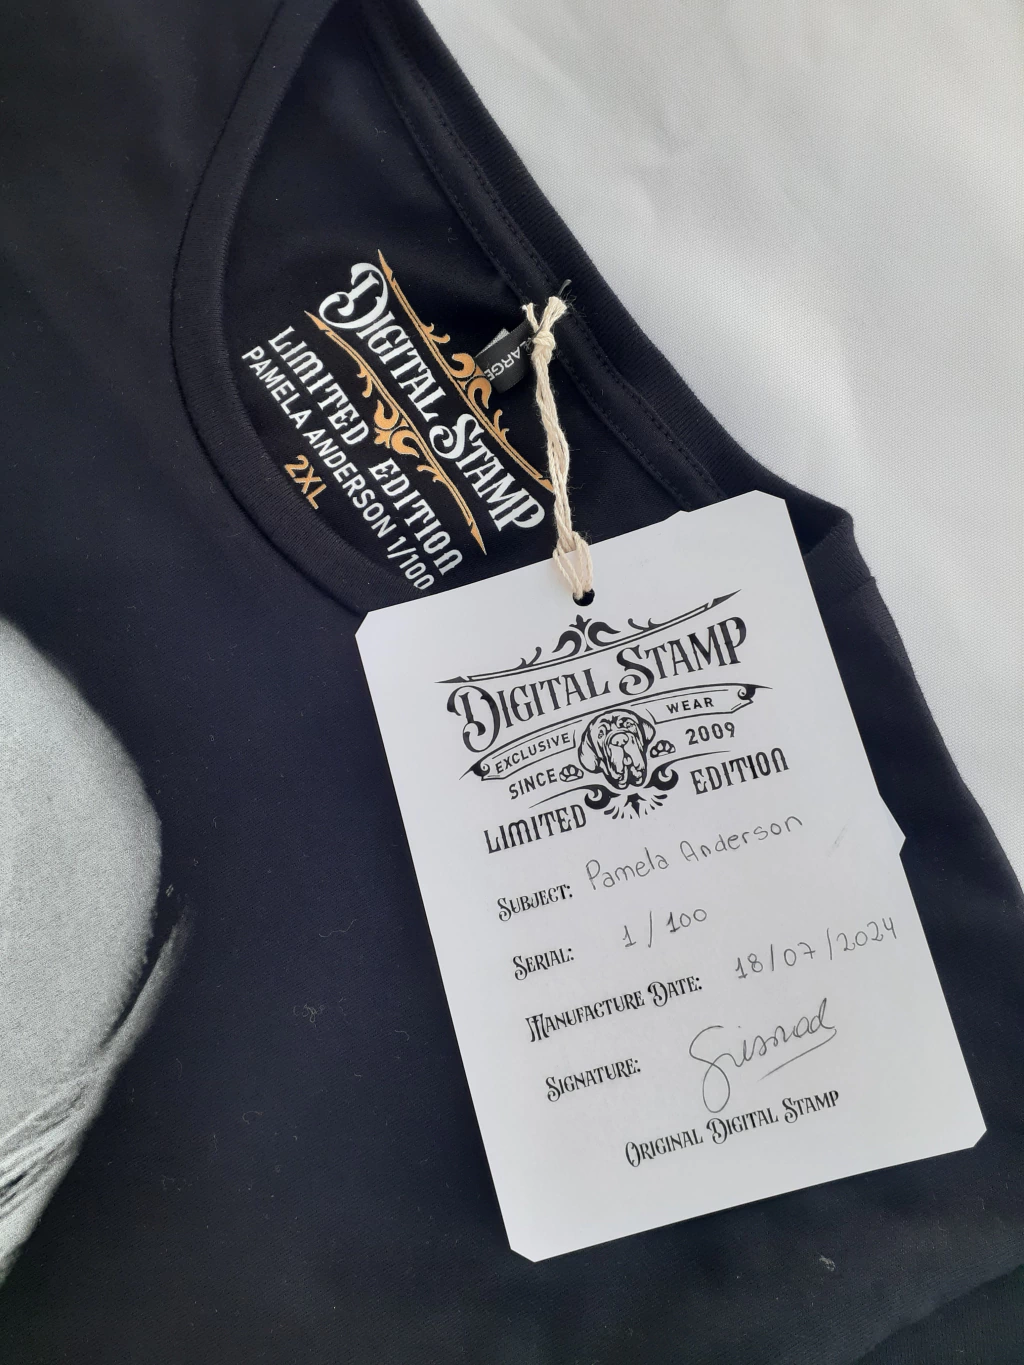 DIGITAL STAMP
LIMITED EDITION
PAMELA ANDERSON 1/100
2XL
DIGITAL STAMP
EXCLUSIVE WEAR
SINCE 2009
LIMITED EDITION
SUBJECT: Pamela Anderson
SERIAL: 1/100
MANUFACTURE DATE: 18/07/2024
SIGNATURE:
ORIGINAL DIGITAL STAMP